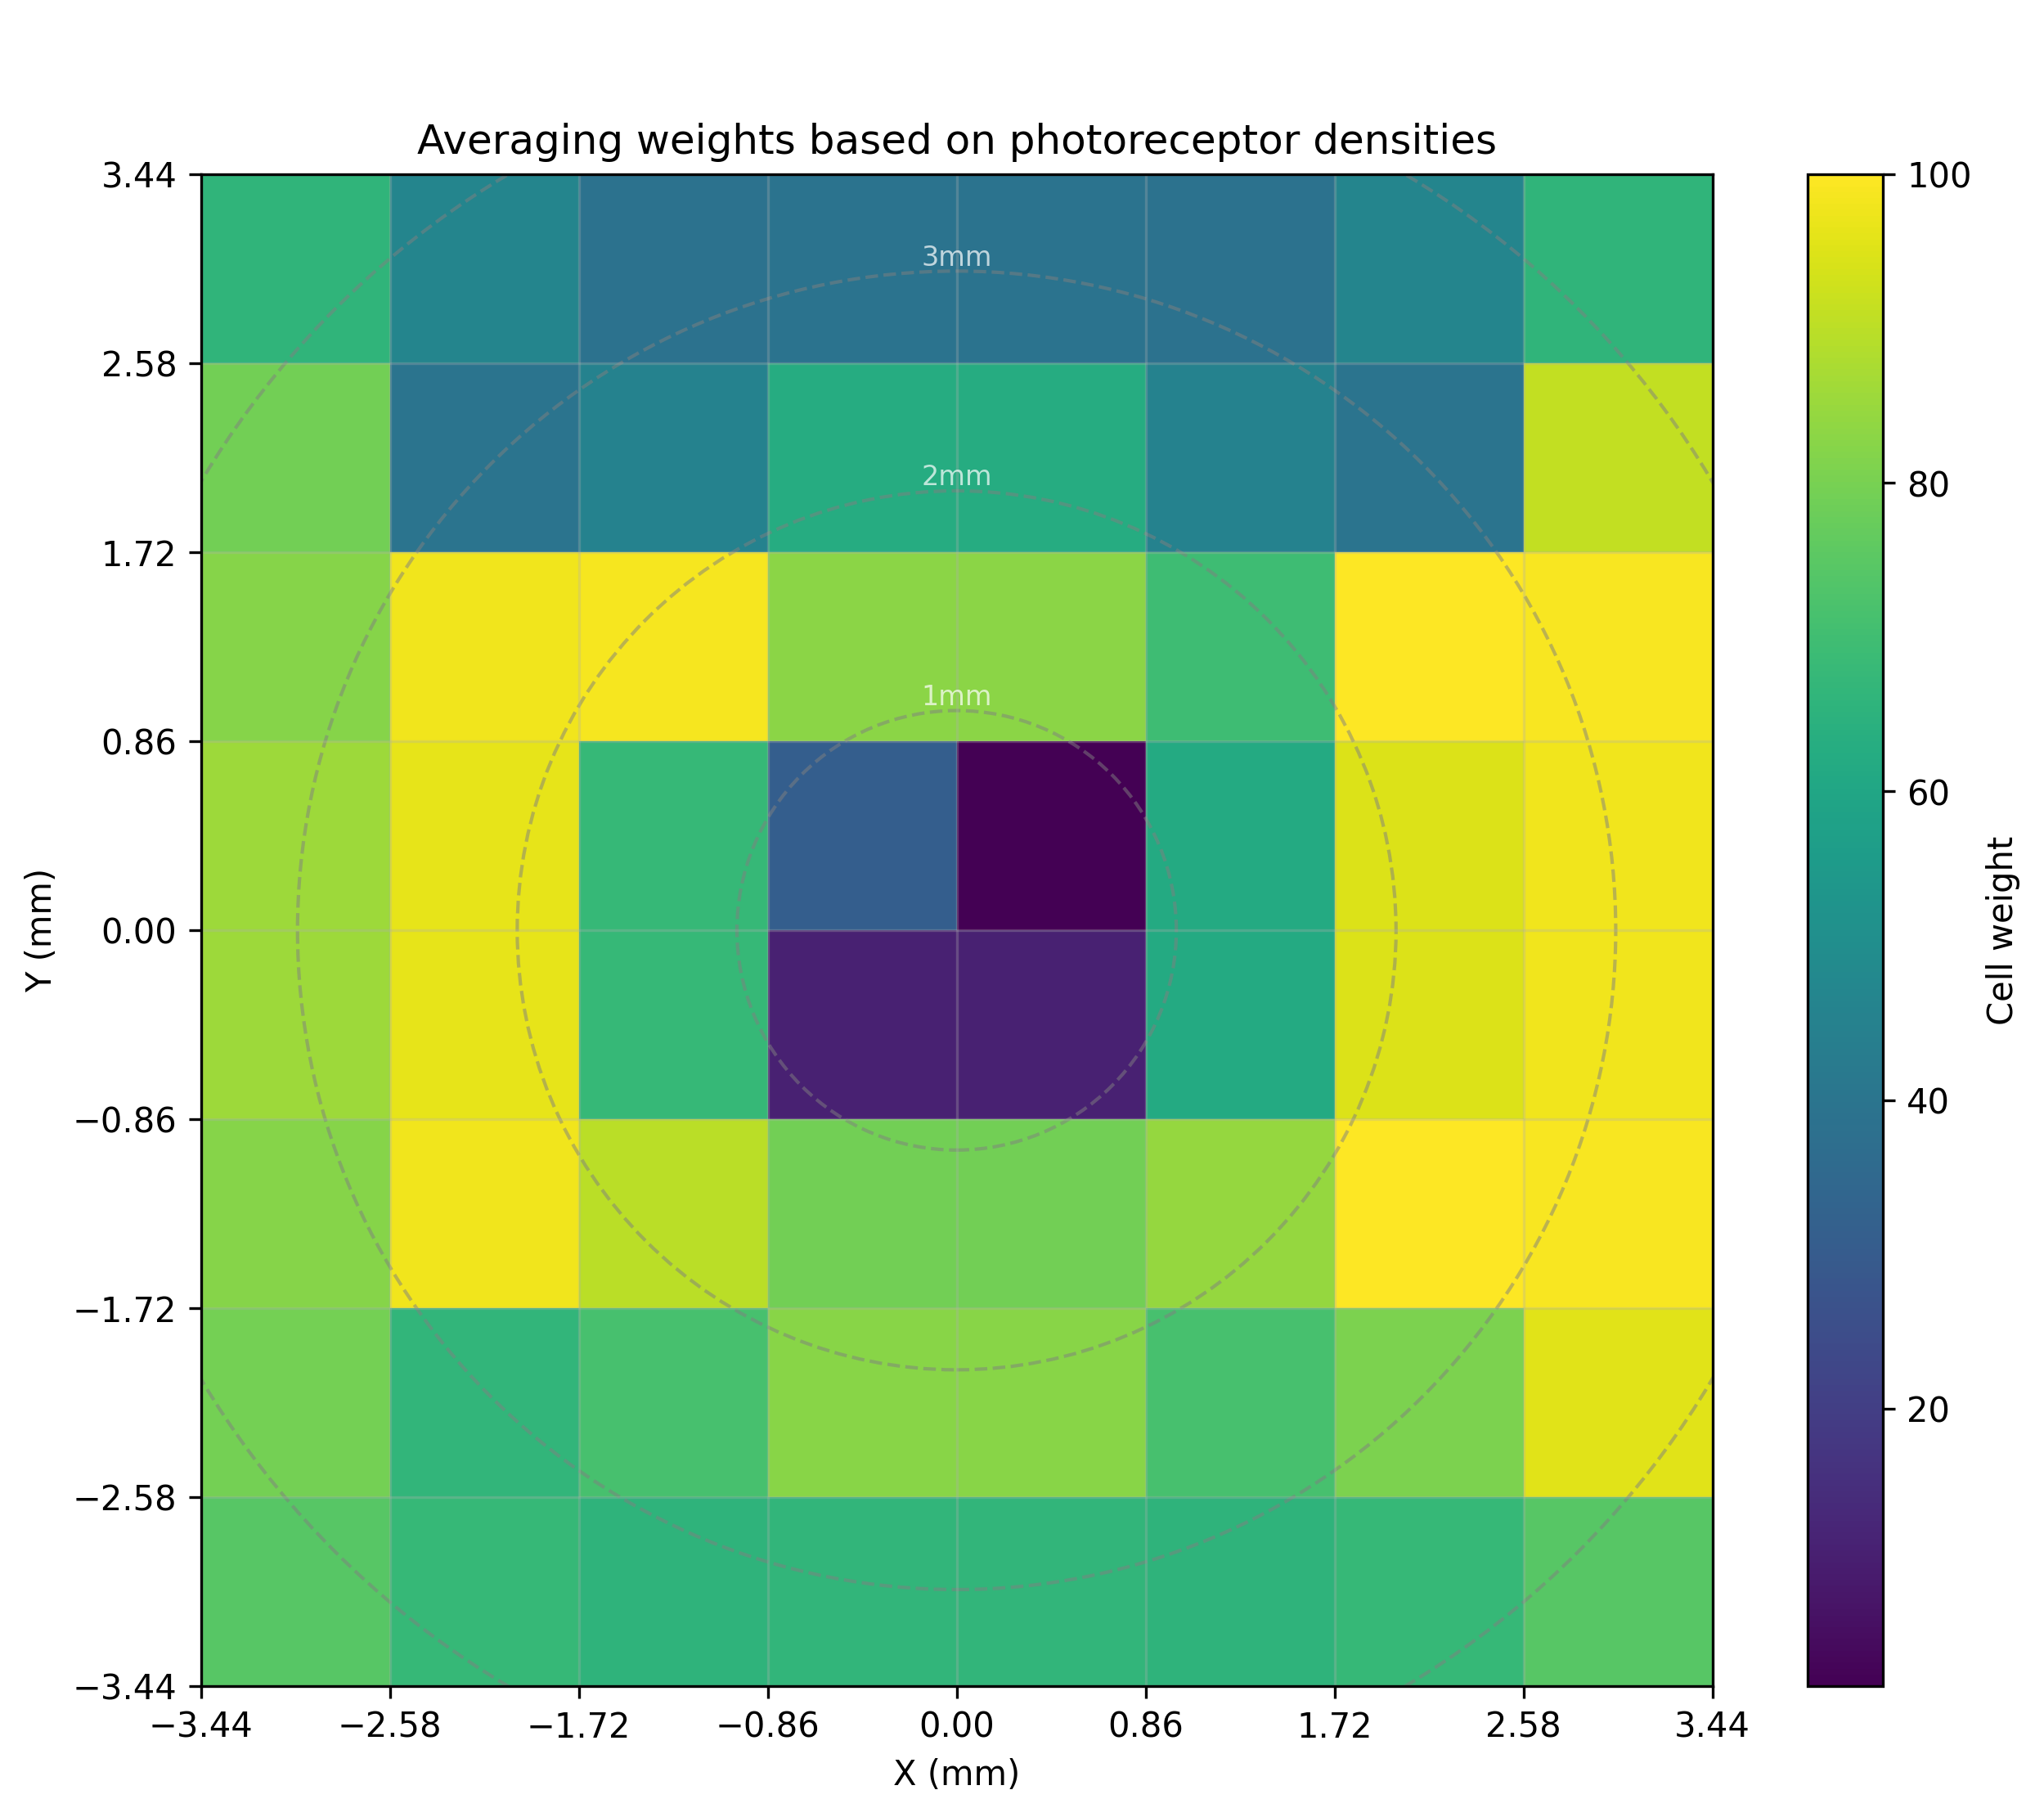 Averaging weights based on photoreceptor densities
3.44
2.58
1.72
0.86
0.00
−0.86
−1.72
−2.58
−3.44
Y (mm)
3mm
2mm
1mm
−3.44 −2.58 −1.72 −0.86 0.00 0.86 1.72 2.58 3.44
X (mm)
100
80
60
40
20
Cell weight